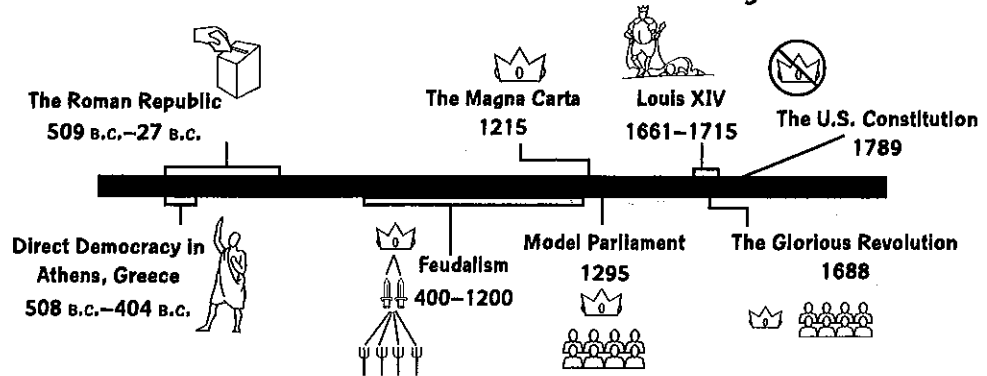 The Roman Republic
509 B.C.–27 B.C.
The Magna Carta
1215
Louis XIV
1661–1715
The U.S. Constitution
1789
Direct Democracy in
Athens, Greece
508 B.C.–404 B.C.
Feudalism
400–1200
Model Parliament
1295
The Glorious Revolution
1688